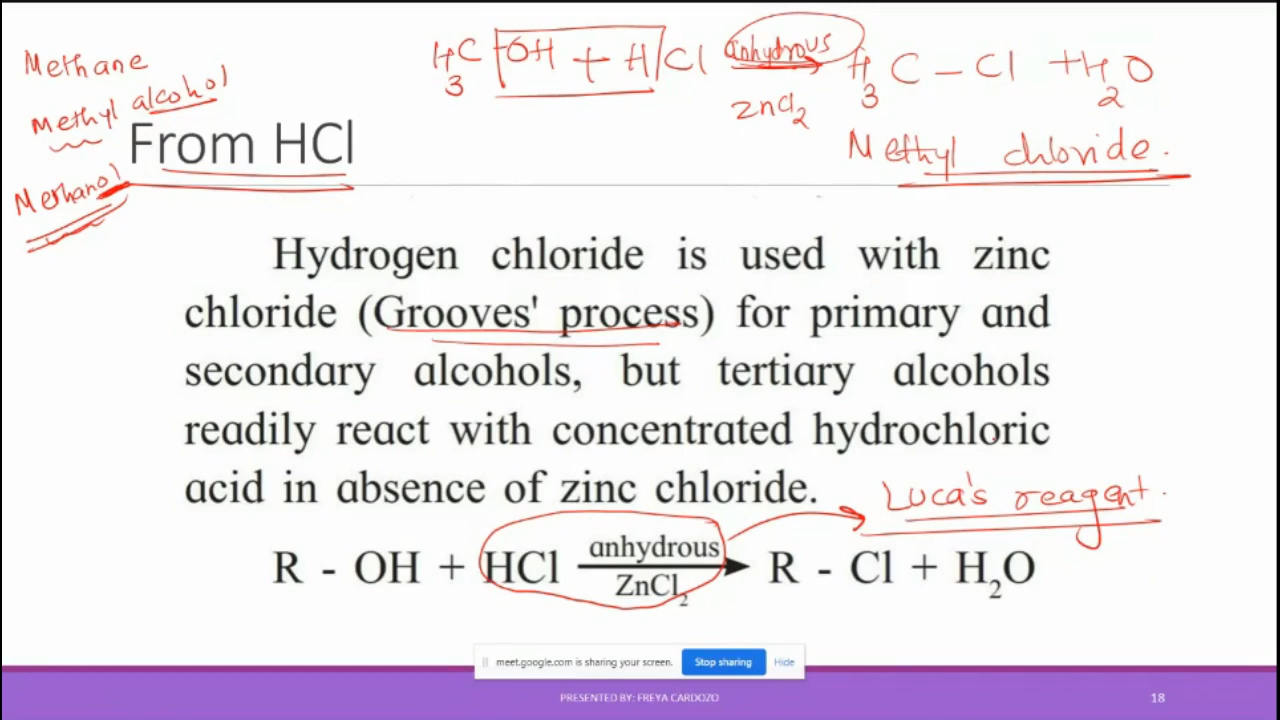 Methane
Methyl alcohol
Methanol
H3C - OH + H Cl anhydrous ZnCl2 H3C - Cl + H2O
Methyl chloride.
From HCl
Hydrogen chloride is used with zinc
chloride (Grooves' process) for primary and
secondary alcohols, but tertiary alcohols
readily react with concentrated hydrochloric
acid in absence of zinc chloride.
Luca's reagent.
R - OH + HCl anhydrous ZnCl2 R - Cl + H2O
meet.google.com is sharing your screen. Stop sharing Hide
PRESENTED BY: FREYA CARDOZO 18